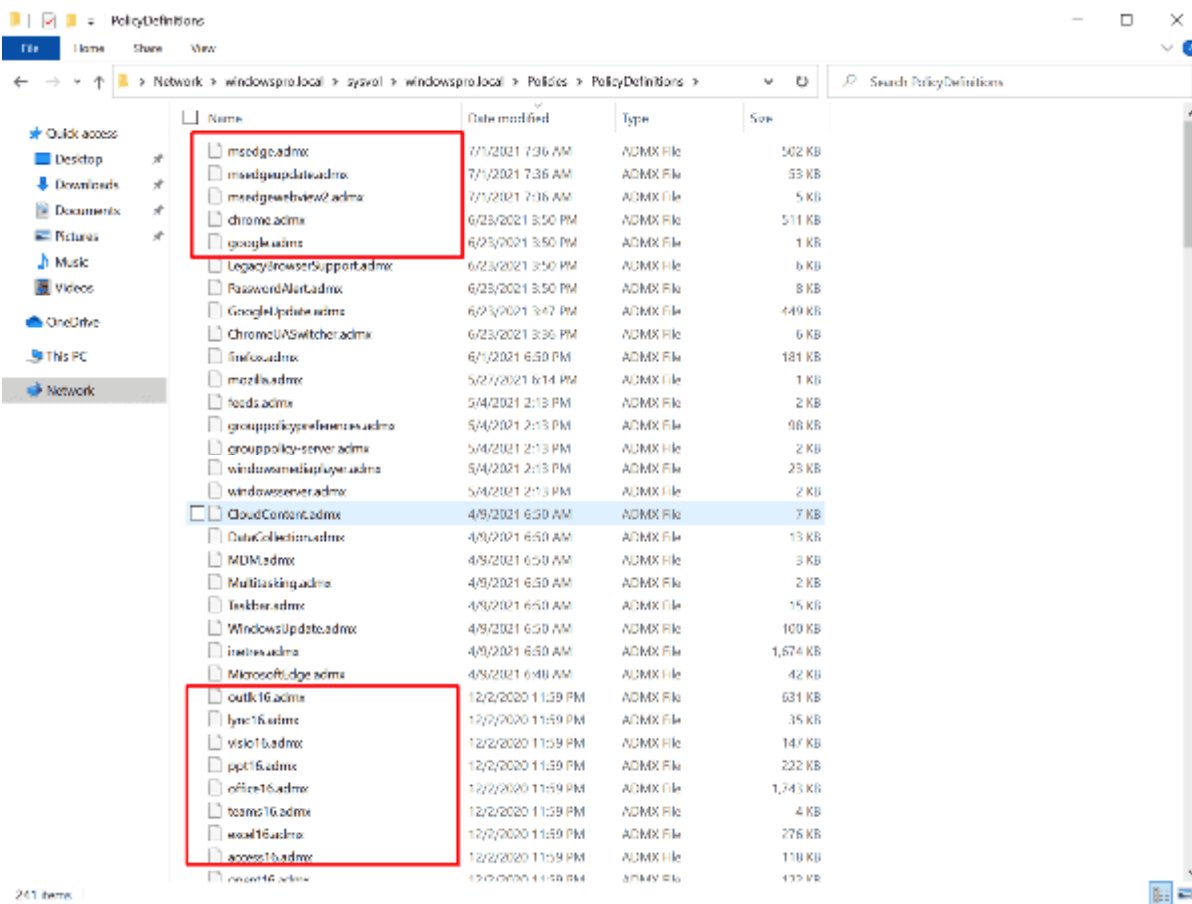 PolicyDefinitions
File Home Share View
Network > windowspro.local > sysvol > windowspro.local > Policies > PolicyDefinitions >
Search PolicyDefinitions
Name Date modified Type Size
Quick access
Desktop
Downloads
Documents
Pictures
Music
Videos
OneDrive
This PC
Network
msedge.admx 7/1/2021 7:36 AM ADMX File 502 KB
msedgeupdate.admx 7/1/2021 7:36 AM ADMX File 53 KB
msedgewebview2.admx 7/1/2021 7:36 AM ADMX File 5 KB
chrome.admx 6/23/2021 3:50 PM ADMX File 511 KB
google.admx 6/23/2021 3:50 PM ADMX File 1 KB
LegacyBrowserSupport.admx 6/23/2021 3:50 PM ADMX File 6 KB
PasswordAlert.admx 6/23/2021 3:50 PM ADMX File 8 KB
GoogleUpdate.admx 6/23/2021 3:47 PM ADMX File 449 KB
ChromeUASwitcher.admx 6/23/2021 3:36 PM ADMX File 6 KB
firefox.admx 6/1/2021 6:50 PM ADMX File 181 KB
mozilla.admx 5/27/2021 6:14 PM ADMX File 1 KB
feeds.admx 5/4/2021 2:13 PM ADMX File 2 KB
grouppolicypreferences.admx 5/4/2021 2:13 PM ADMX File 98 KB
grouppolicy-server.admx 5/4/2021 2:13 PM ADMX File 2 KB
windowsmediaplayer.admx 5/4/2021 2:13 PM ADMX File 23 KB
windowsserver.admx 5/4/2021 2:13 PM ADMX File 2 KB
CloudContent.admx 4/9/2021 6:50 AM ADMX File 7 KB
DataCollection.admx 4/9/2021 6:50 AM ADMX File 13 KB
MDM.admx 4/9/2021 6:50 AM ADMX File 3 KB
Multitasking.admx 4/9/2021 6:50 AM ADMX File 2 KB
Taskbar.admx 4/9/2021 6:50 AM ADMX File 15 KB
WindowsUpdate.admx 4/9/2021 6:50 AM ADMX File 100 KB
inetres.admx 4/9/2021 6:50 AM ADMX File 1,674 KB
MicrosoftEdge.admx 4/9/2021 6:48 AM ADMX File 42 KB
outlk16.admx 12/2/2020 11:59 PM ADMX File 631 KB
lync16.admx 12/2/2020 11:59 PM ADMX File 35 KB
visio16.admx 12/2/2020 11:59 PM ADMX File 147 KB
ppt16.admx 12/2/2020 11:59 PM ADMX File 222 KB
office16.admx 12/2/2020 11:59 PM ADMX File 1,743 KB
teams16.admx 12/2/2020 11:59 PM ADMX File 4 KB
excel16.admx 12/2/2020 11:59 PM ADMX File 276 KB
access16.admx 12/2/2020 11:59 PM ADMX File 118 KB
12/2/2020 11:59 PM ADMX File 122 KB
241 items